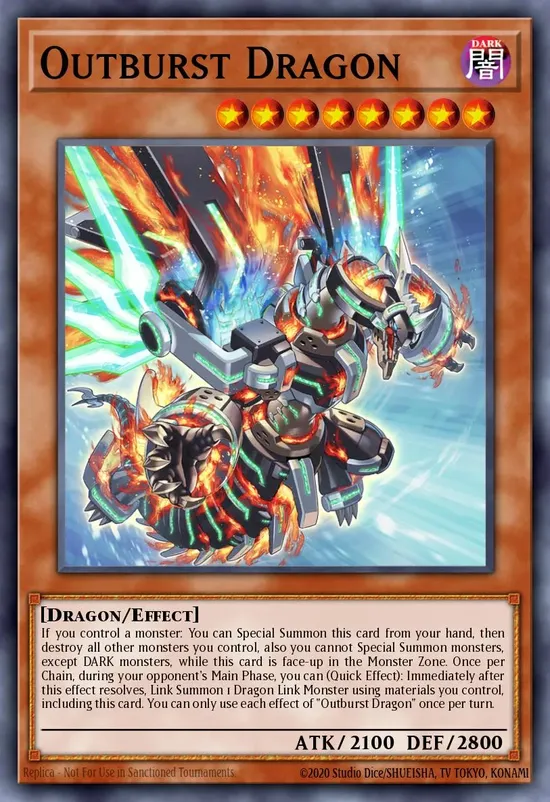 OUTBURST DRAGON
DARK
闇
[DRAGON/EFFECT]
If you control a monster: You can Special Summon this card from your hand, then
destroy all other monsters you control, also you cannot Special Summon monsters,
except DARK monsters, while this card is face-up in the Monster Zone. Once per
Chain, during your opponent's Main Phase, you can (Quick Effect): Immediately after
this effect resolves, Link Summon 1 Dragon Link Monster using materials you control,
including this card. You can only use each effect of "Outburst Dragon" once per turn.
ATK/2100 DEF/2800
Replica - Not For Use in Sanctioned Tournaments
©2020 Studio Dice/SHUEISHA, TV TOKYO, KONAMI